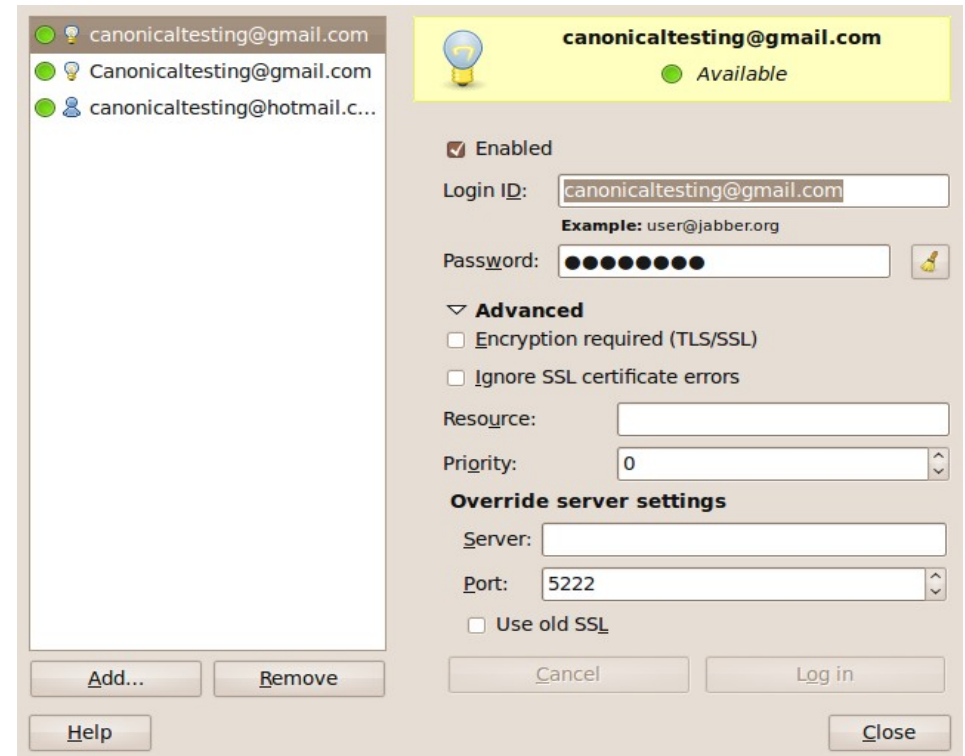 canonicaltesting@gmail.com
Canonicaltesting@gmail.com
canonicaltesting@hotmail.c...
canonicaltesting@gmail.com
Available
Enabled
Login ID: canonicaltesting@gmail.com
Example: user@jabber.org
Password: ●●●●●●●●
Advanced
Encryption required (TLS/SSL)
Ignore SSL certificate errors
Resource:
Priority: 0
Override server settings
Server:
Port: 5222
Use old SSL
Cancel Log in
Add... Remove
Help Close